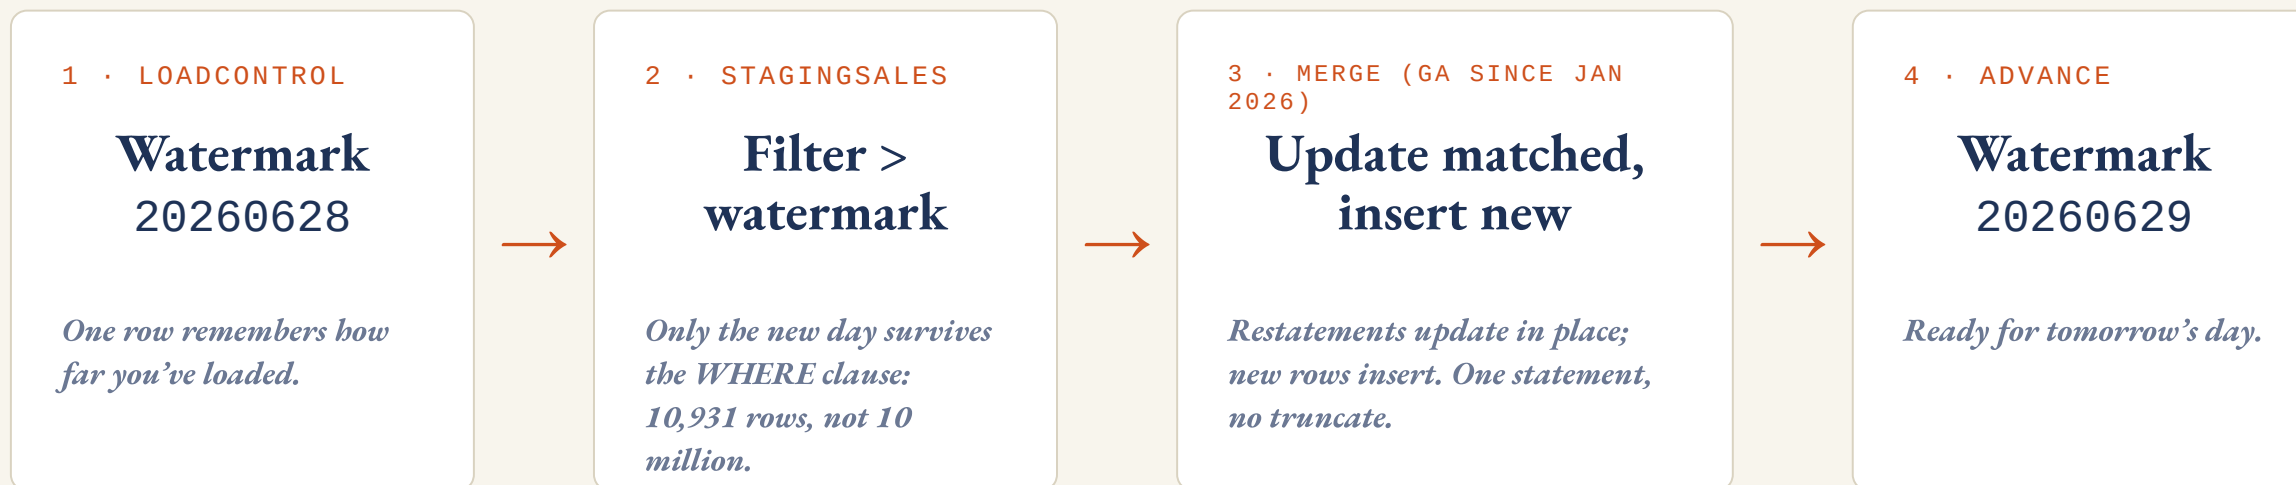 1 · LOADCONTROL
Watermark
20260628
One row remembers how
far you’ve loaded.
→
2 · STAGINGSALES
Filter >
watermark
Only the new day survives
the WHERE clause:
10,931 rows, not 10
million.
→
3 · MERGE (GA SINCE JAN
2026)
Update matched,
insert new
Restatements update in place;
new rows insert. One statement,
no truncate.
→
4 · ADVANCE
Watermark
20260629
Ready for tomorrow’s day.